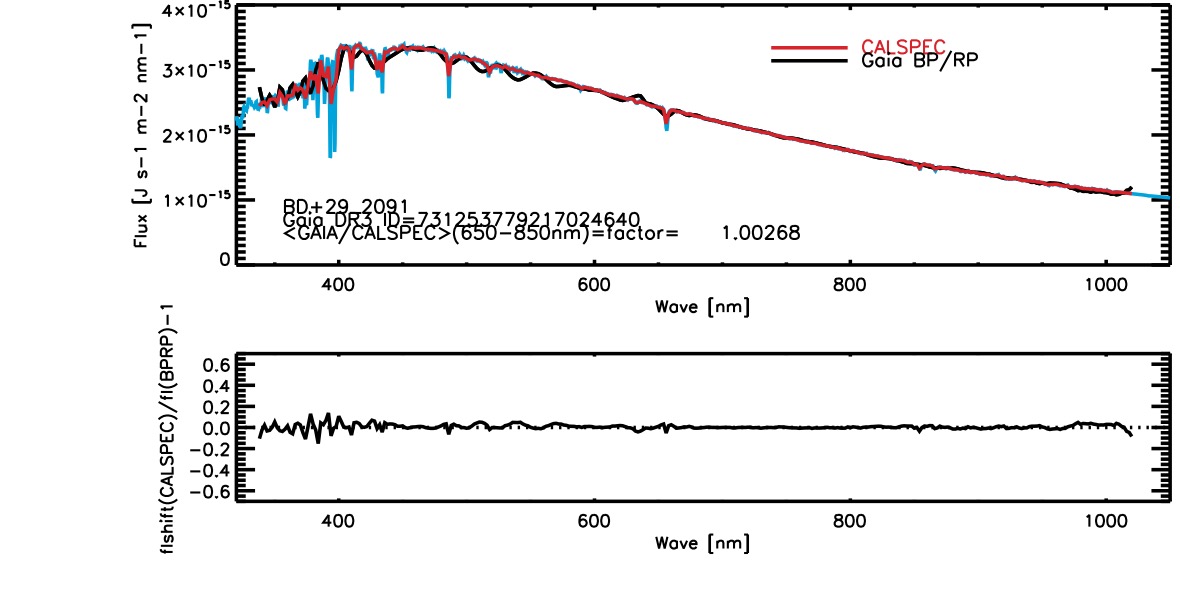 4×10−15
3×10−15
2×10−15
1×10−15
0
Flux [J s−1 m−2 nm−1]
CALSPEC
Gaia BP/RP
BD+29 2091
Gaia DR3 ID=731253779217024640
<GAIA/CALSPEC>(650−850nm)=factor= 1.00268
400 600 800 1000
Wave [nm]
flshift(CALSPEC)/fl(BPRP)−1
0.6
0.4
0.2
0.0
−0.2
−0.4
−0.6
400 600 800 1000
Wave [nm]